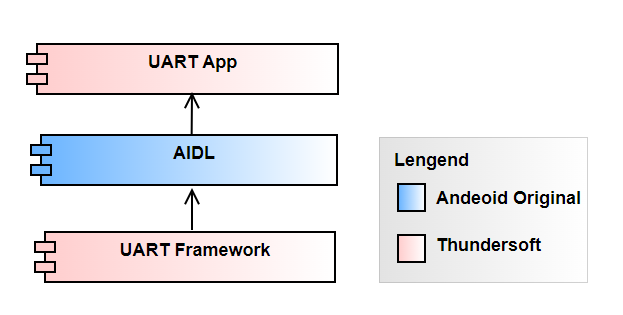 UART App
AIDL
UART Framework
Lengend
Andeoid Original
Thundersoft